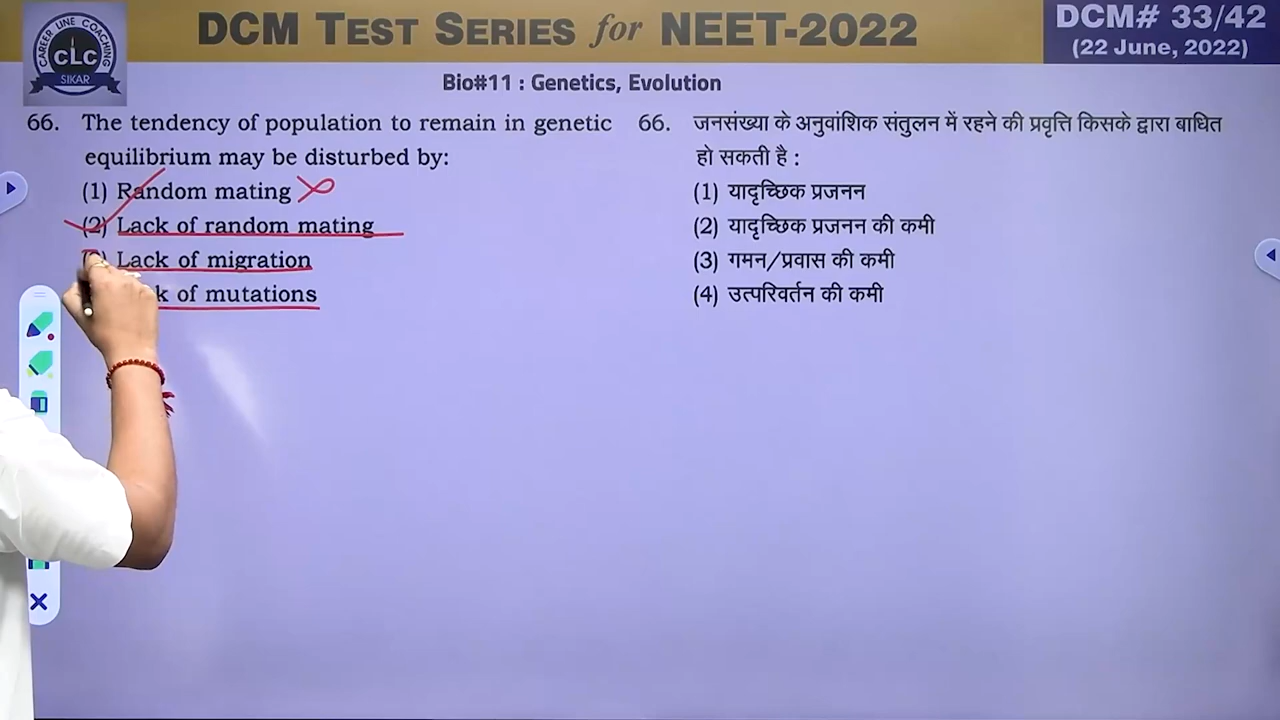 CAREER LINE COACHING
CLC
SIKAR
DCM TEST SERIES for NEET-2022
DCM# 33/42
(22 June, 2022)
Bio#11 : Genetics, Evolution
66. The tendency of population to remain in genetic
equilibrium may be disturbed by:
(1) Random mating
(2) Lack of random mating
Lack of migration
of mutations
66. जनसंख्या के अनुवांशिक संतुलन में रहने की प्रवृत्ति किसके द्वारा बाधित
हो सकती है :
(1) यादृच्छिक प्रजनन
(2) यादृच्छिक प्रजनन की कमी
(3) गमन/प्रवास की कमी
(4) उत्परिवर्तन की कमी